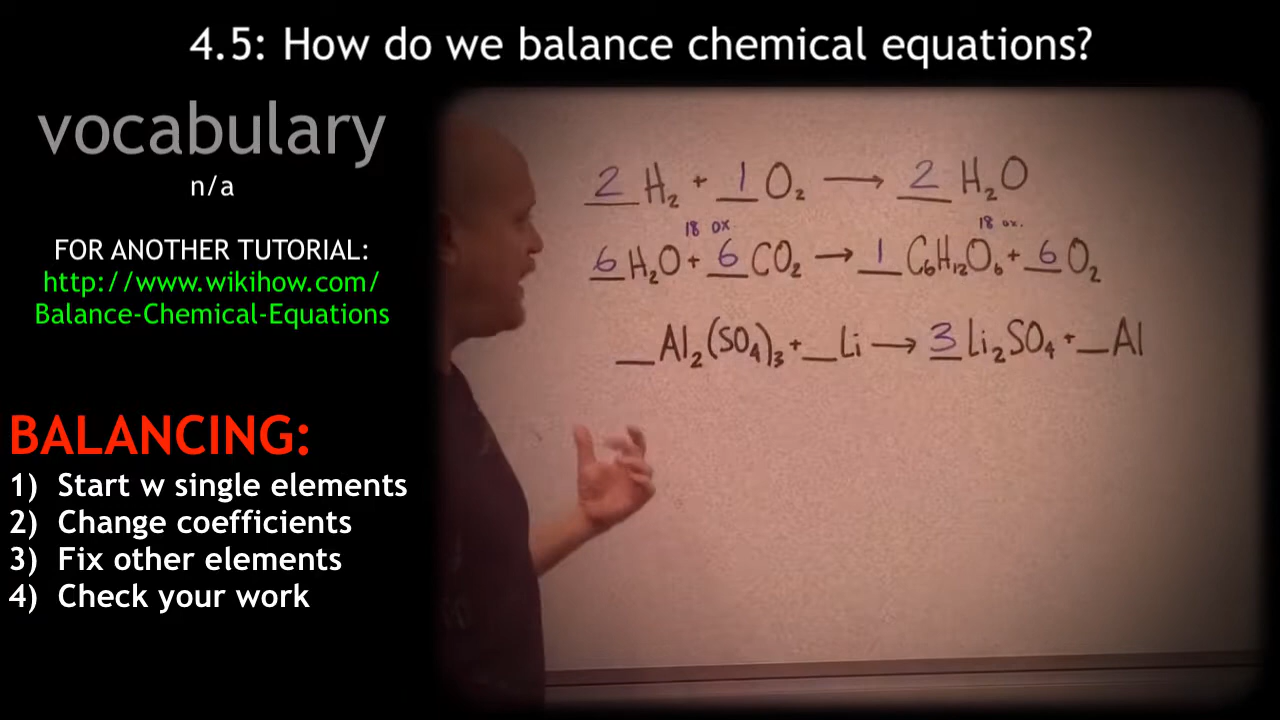 4.5: How do we balance chemical equations?
vocabulary
n/a
FOR ANOTHER TUTORIAL:
http://www.wikihow.com/
Balance-Chemical-Equations
BALANCING:
1) Start w single elements
2) Change coefficients
3) Fix other elements
4) Check your work
2 H₂ + 1 O₂ → 2 H₂O
18 ox 18 ox.
6 H₂O + 6 CO₂ → 1 C₆H₁₂O₆ + 6 O₂
__ Al₂(SO₄)₃ + __ Li → 3 Li₂SO₄ + __ Al